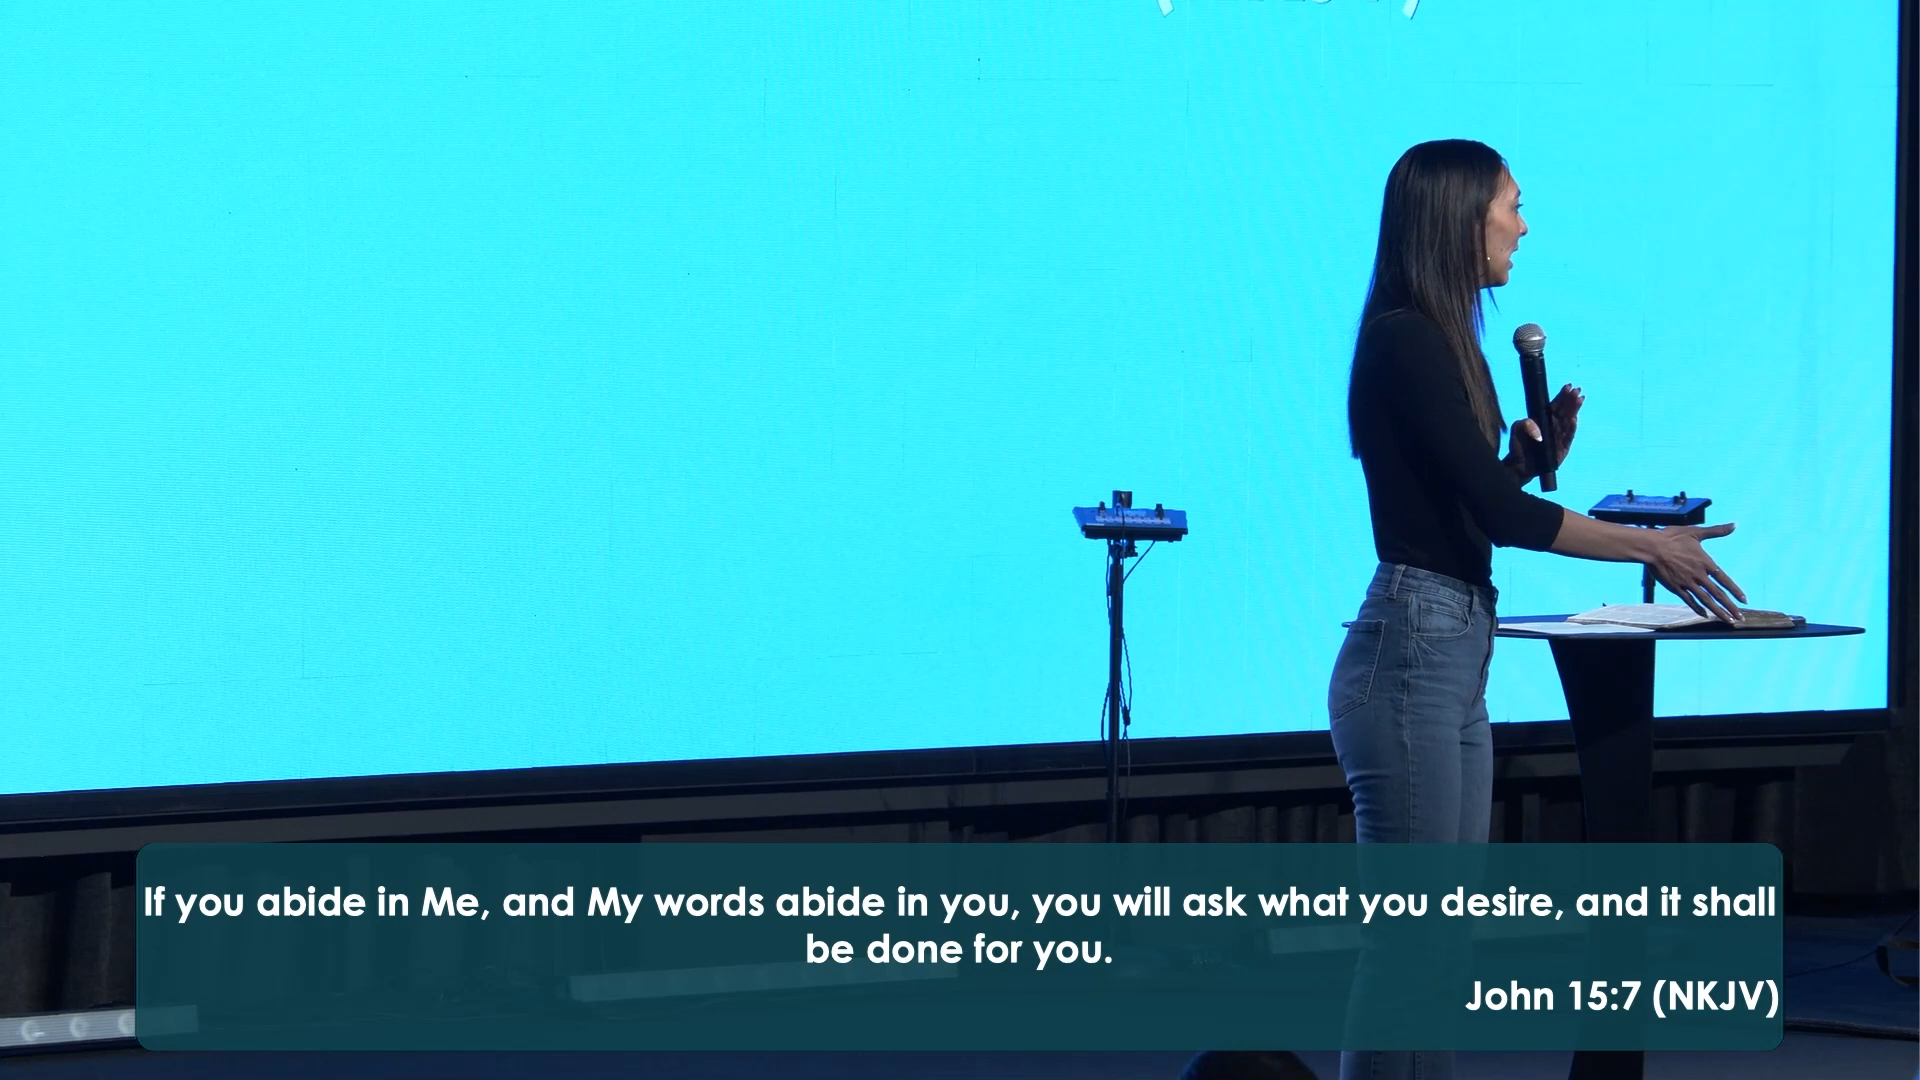 If you abide in Me, and My words abide in you, you will ask what you desire, and it shall
be done for you.
John 15:7 (NKJV)